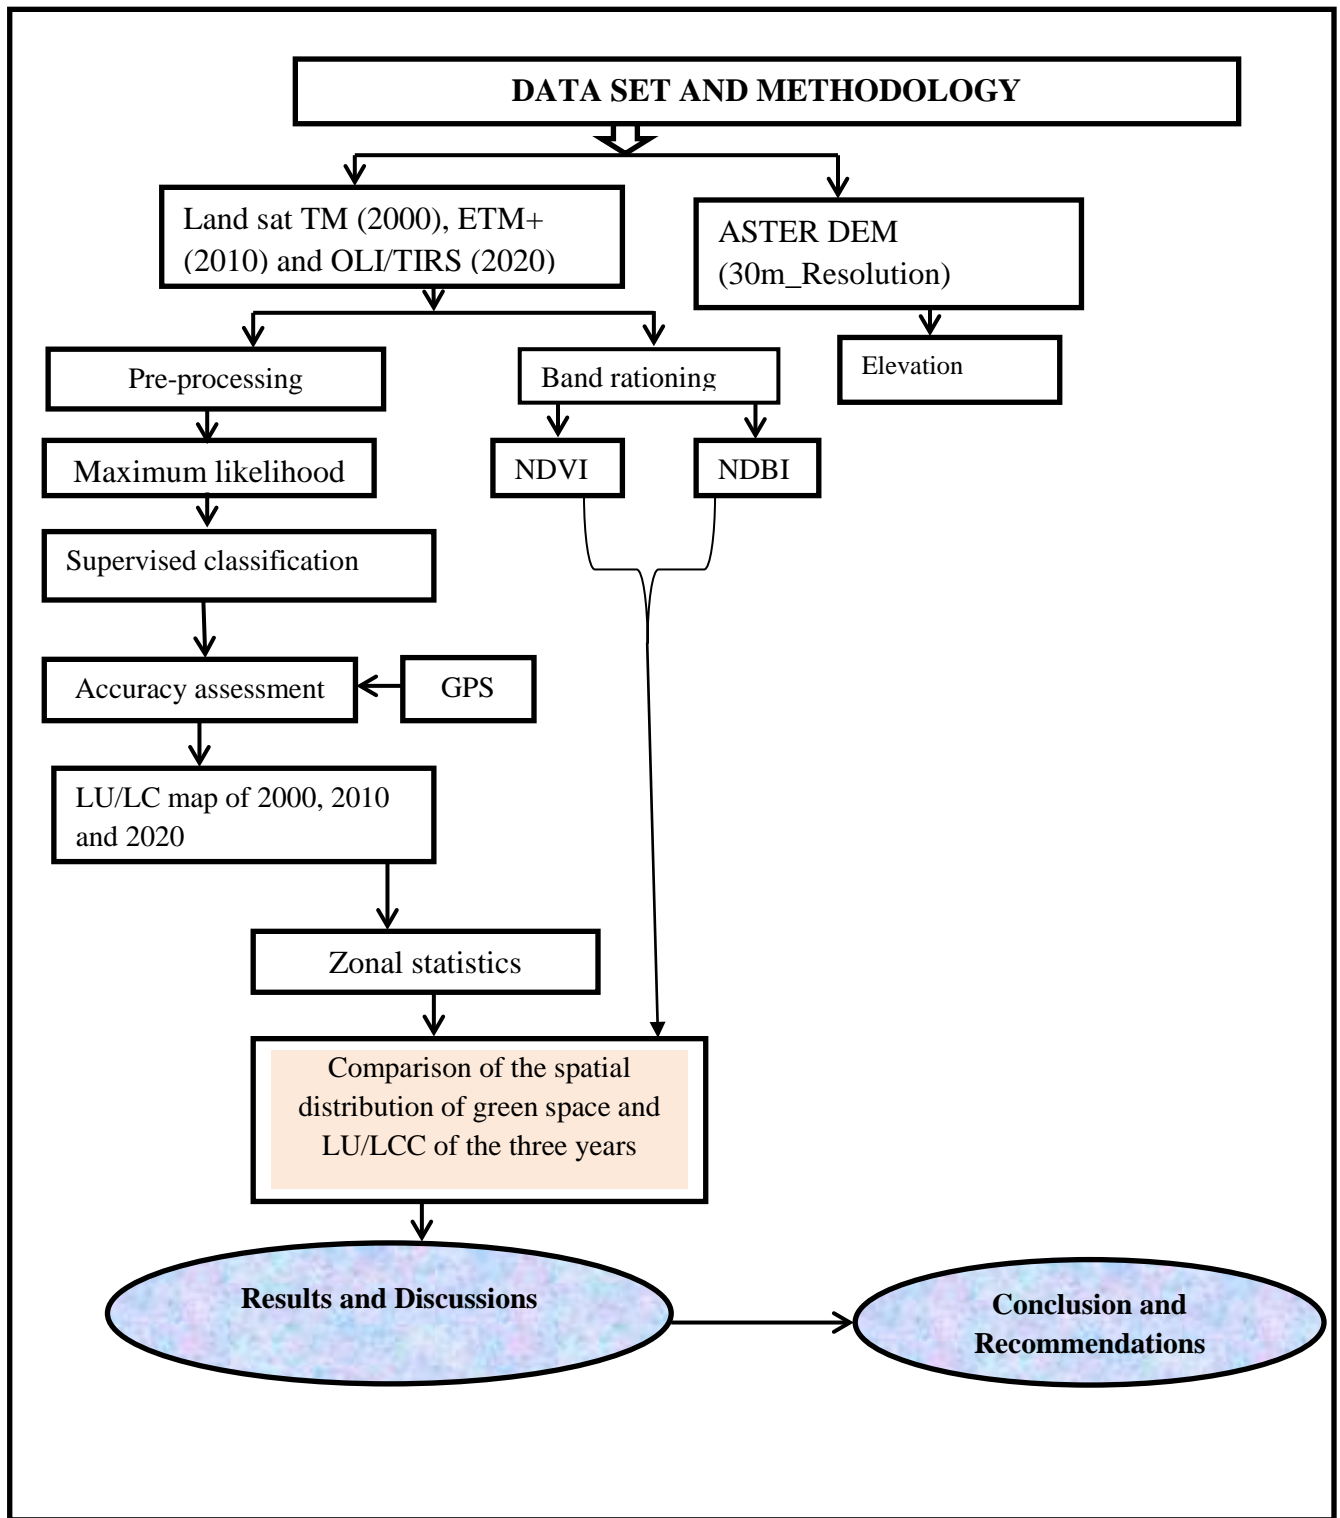 DATA SET AND METHODOLOGY
Land sat TM (2000), ETM+
(2010) and OLI/TIRS (2020)
ASTER DEM
(30m_Resolution)
Pre-processing
Band rationing
Elevation
Maximum likelihood
NDVI
NDBI
Supervised classification
Accuracy assessment
GPS
LU/LC map of 2000, 2010
and 2020
Zonal statistics
Comparison of the spatial
distribution of green space and
LU/LCC of the three years
Results and Discussions
Conclusion and
Recommendations